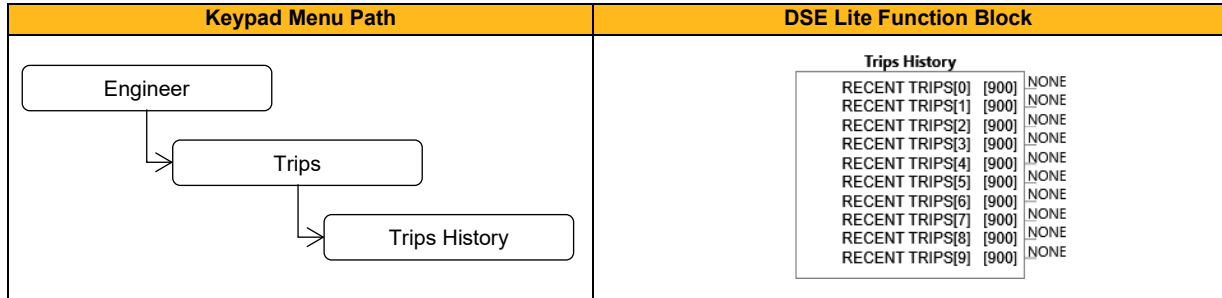 Keypad Menu Path
DSE Lite Function Block
Engineer
Trips
Trips History
Trips History
RECENT TRIPS[0] [900] NONE
RECENT TRIPS[1] [900] NONE
RECENT TRIPS[2] [900] NONE
RECENT TRIPS[3] [900] NONE
RECENT TRIPS[4] [900] NONE
RECENT TRIPS[5] [900] NONE
RECENT TRIPS[6] [900] NONE
RECENT TRIPS[7] [900] NONE
RECENT TRIPS[8] [900] NONE
RECENT TRIPS[9] [900] NONE